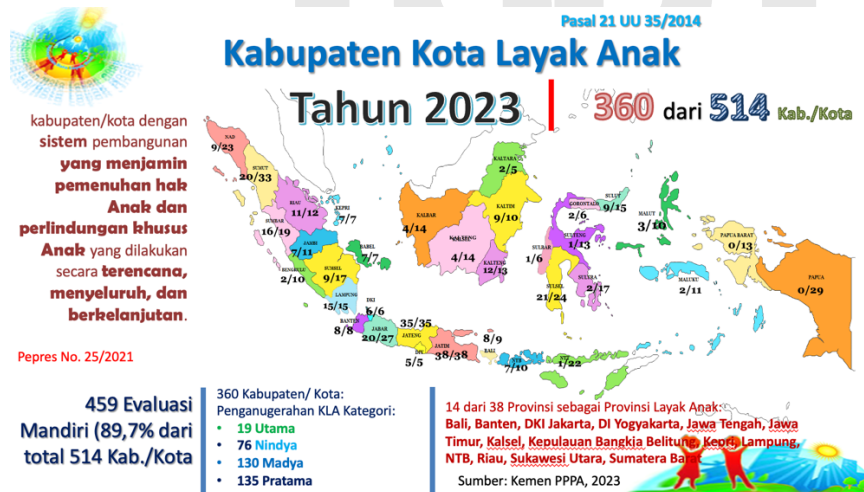 Pasal 21 UU 35/2014
Kabupaten Kota Layak Anak
Tahun 2023
360 dari 514 Kab./Kota
kabupaten/kota dengan
sistem pembangunan
yang menjamin
pemenuhan hak
Anak dan
perlindungan khusus
Anak yang dilakukan
secara terencana,
menyeluruh, dan
berkelanjutan.
Pepres No. 25/2021
NAD
9/23
SUMUT
20/33
RIAU
11/12
KEPRI
7/7
SUMBAR
16/19
JAMBI
7/11
BABEL
7/7
BENGKULU
2/10
SUMSEL
9/17
LAMPUNG
15/15
DKI
6/6
BANTEN
8/8
JABAR
20/27
35/35
JATENG
DIY
5/5
JATIM
38/38
8/9
BALI
NTB
7/10
NTT
1/22
KALBAR
4/14
4/14
KALTARA
2/5
KALTIM
9/10
KALTENG
12/13
SULUT
9/15
GORONTALO
2/6
SULTENG
1/13
SULBAR
1/6
SULSEL
21/24
SULTRA
2/17
MALUT
3/10
MALUKU
2/11
PAPUA BARAT
0/13
PAPUA
0/29
459 Evaluasi
Mandiri (89,7% dari
total 514 Kab./Kota
360 Kabupaten/ Kota:
Penganugerahan KLA Kategori:
• 19 Utama
• 76 Nindya
• 130 Madya
• 135 Pratama
14 dari 38 Provinsi sebagai Provinsi Layak Anak:
Bali, Banten, DKI Jakarta, DI Yogyakarta, Jawa Tengah, Jawa
Timur, Kalsel, Kepulauan Bangkia Belitung, Kepri, Lampung,
NTB, Riau, Sukawesi Utara, Sumatera Barat
Sumber: Kemen PPPA, 2023